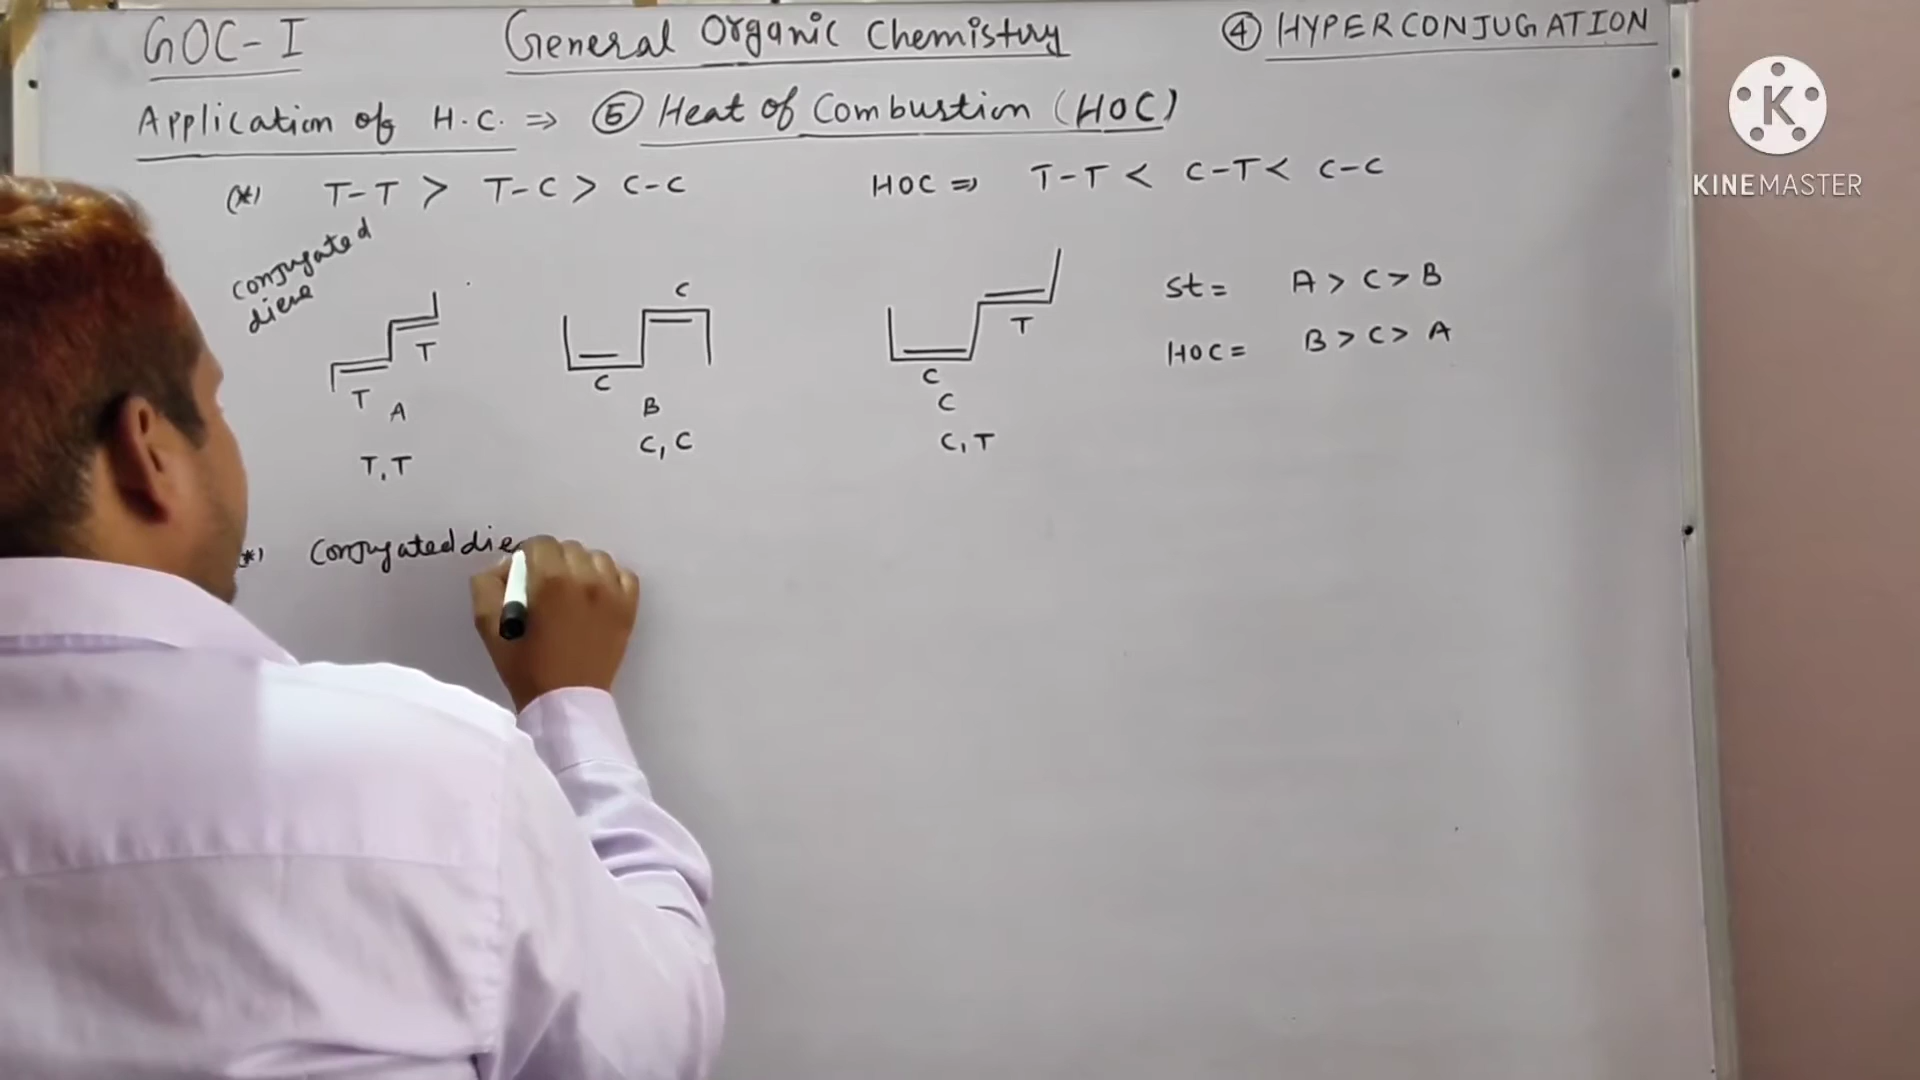 GOC-I General Organic Chemistry ④ HYPERCONJUGATION
Application of H.C. ⇒ ⑤ Heat of Combustion (HOC)
(*) T-T > T-C > C-C HOC ⇒ T-T < C-T < C-C
conjugated
diene
T
T
A
T, T
C
C
B
C, C
T
C
C
C, T
St = A > C > B
HOC = B > C > A
(*) Conjugated die
K
KINEMASTER